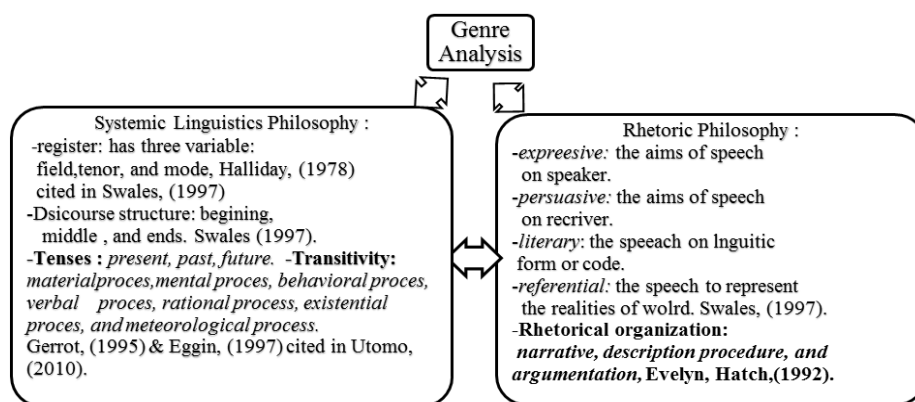 Genre
Analysis
Systemic Linguistics Philosophy :
-register: has three variable:
field,tenor, and mode, Halliday, (1978)
cited in Swales, (1997)
-Dsicourse structure: begining,
middle , and ends. Swales (1997).
-Tenses : present, past, future. -Transitivity:
material proces,mental proces, behavioral proces,
verbal proces, rational process, existential
proces, and meteorological process.
Gerrot, (1995) & Eggin, (1997) cited in Utomo,
(2010).
Rhetoric Philosophy :
-expreesive: the aims of speech
on speaker.
-persuasive: the aims of speech
on recriver.
-literary: the speeach on lnguitic
form or code.
-referential: the speech to represent
the realities of wolrd. Swales, (1997).
-Rhetorical organization:
narrative, description procedure, and
argumentation, Evelyn, Hatch,(1992).